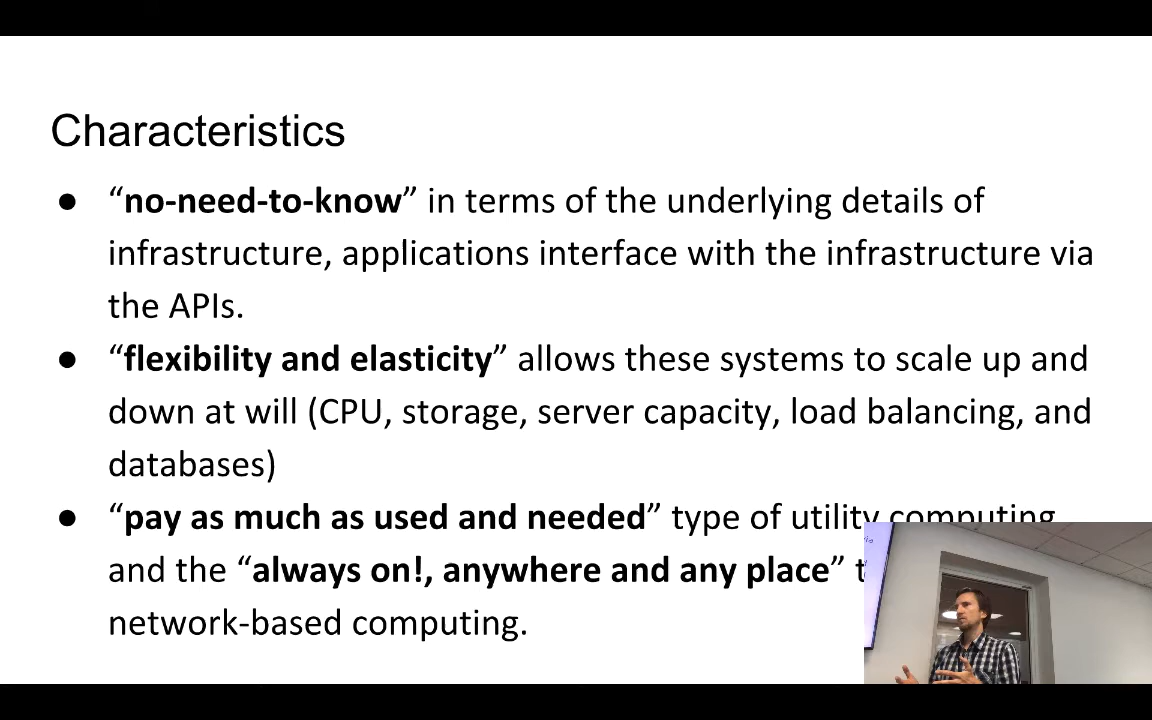 Characteristics
● “no-need-to-know” in terms of the underlying details of
infrastructure, applications interface with the infrastructure via
the APIs.
● “flexibility and elasticity” allows these systems to scale up and
down at will (CPU, storage, server capacity, load balancing, and
databases)
● “pay as much as used and needed” type of utility computing
and the “always on!, anywhere and any place”
network-based computing.